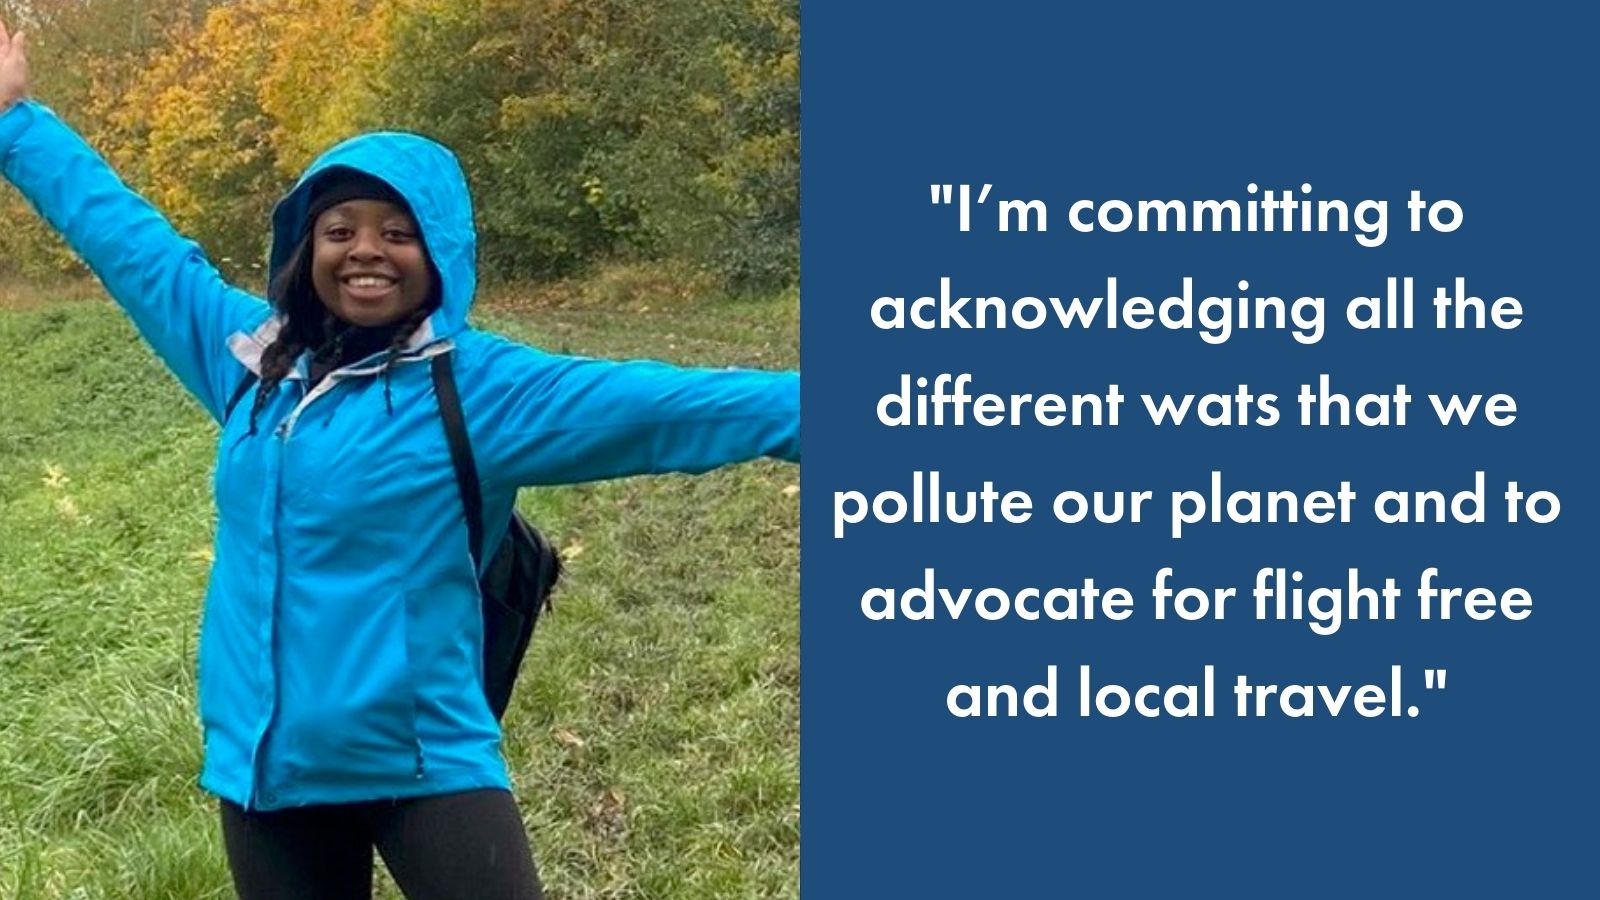 "I’m committing to
acknowledging all the
different wats that we
pollute our planet and to
advocate for flight free
and local travel."